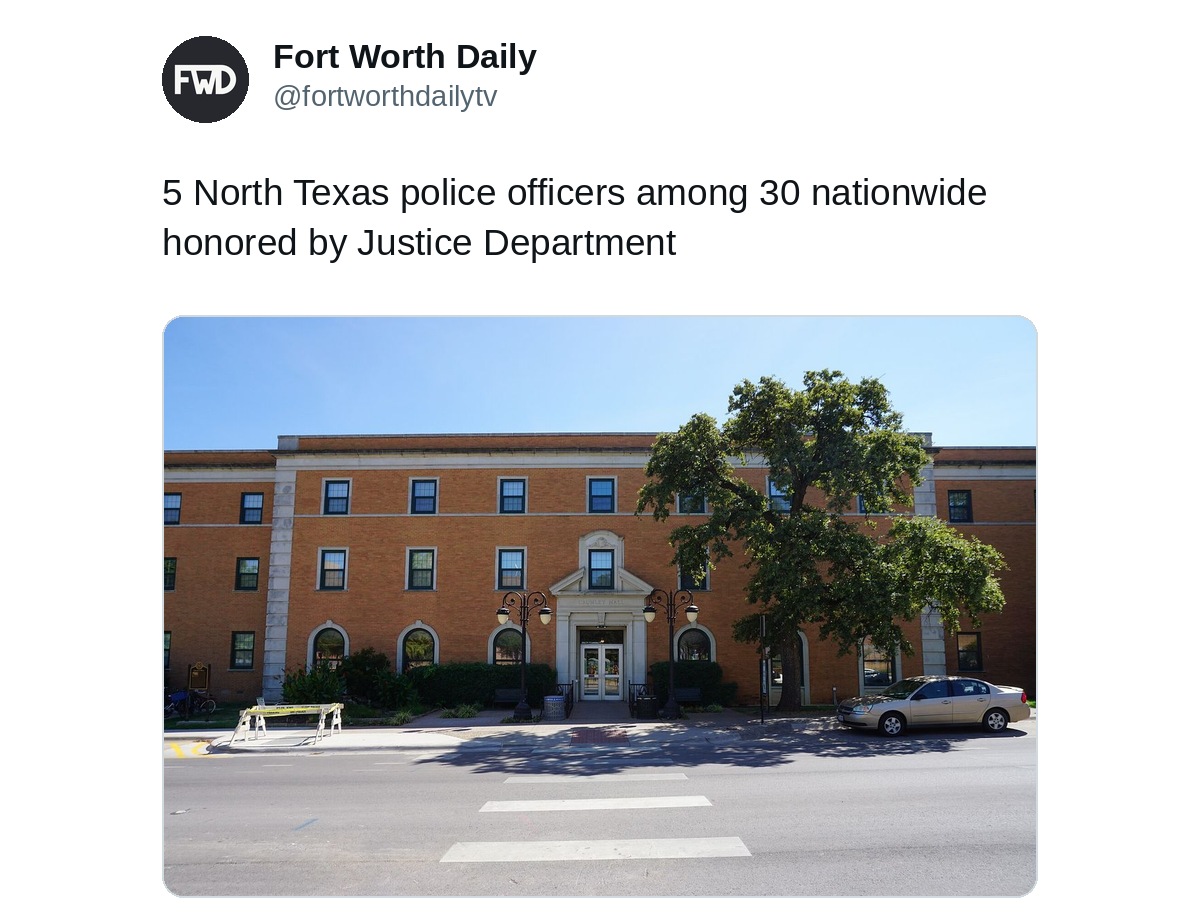 FWD
Fort Worth Daily
@fortworthdailytv
5 North Texas police officers among 30 nationwide
honored by Justice Department